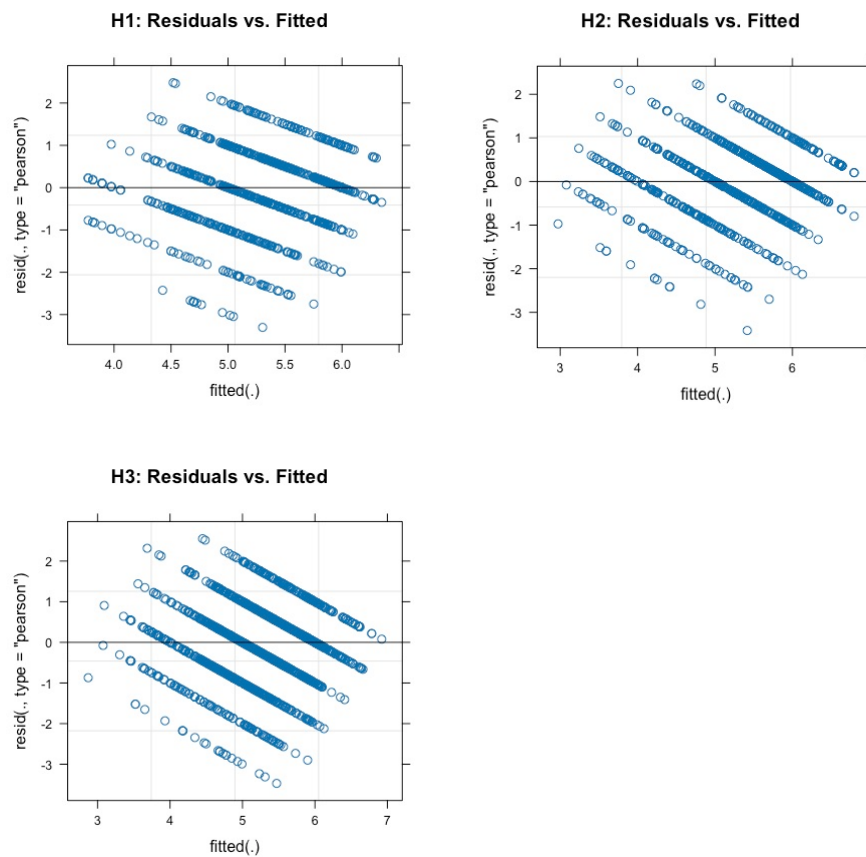 H1: Residuals vs. Fitted
resid(., type = "pearson")
2
1
0
-1
-2
-3
4.0 4.5 5.0 5.5 6.0
fitted(.)
H2: Residuals vs. Fitted
resid(., type = "pearson")
2
1
0
-1
-2
-3
3 4 5 6
fitted(.)
H3: Residuals vs. Fitted
resid(., type = "pearson")
2
1
0
-1
-2
-3
3 4 5 6 7
fitted(.)